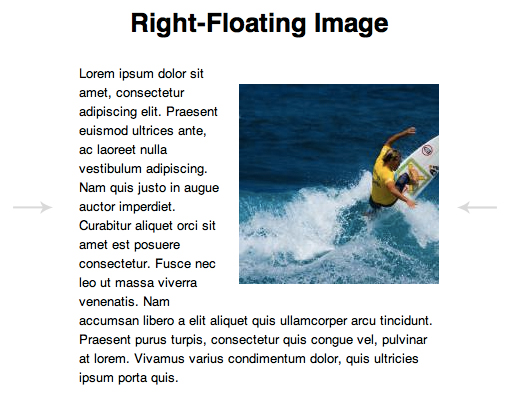 Right-Floating Image
Lorem ipsum dolor sit
amet, consectetur
adipiscing elit. Praesent
euismod ultrices ante,
ac laoreet nulla
vestibulum adipiscing.
Nam quis justo in augue
auctor imperdiet.
Curabitur aliquet orci sit
amet est posuere
consectetur. Fusce nec
leo ut massa viverra
venenatis. Nam
accumsan libero a elit aliquet quis ullamcorper arcu tincidunt.
Praesent purus turpis, consectetur quis congue vel, pulvinar
at lorem. Vivamus varius condimentum dolor, quis ultricies
ipsum porta quis.